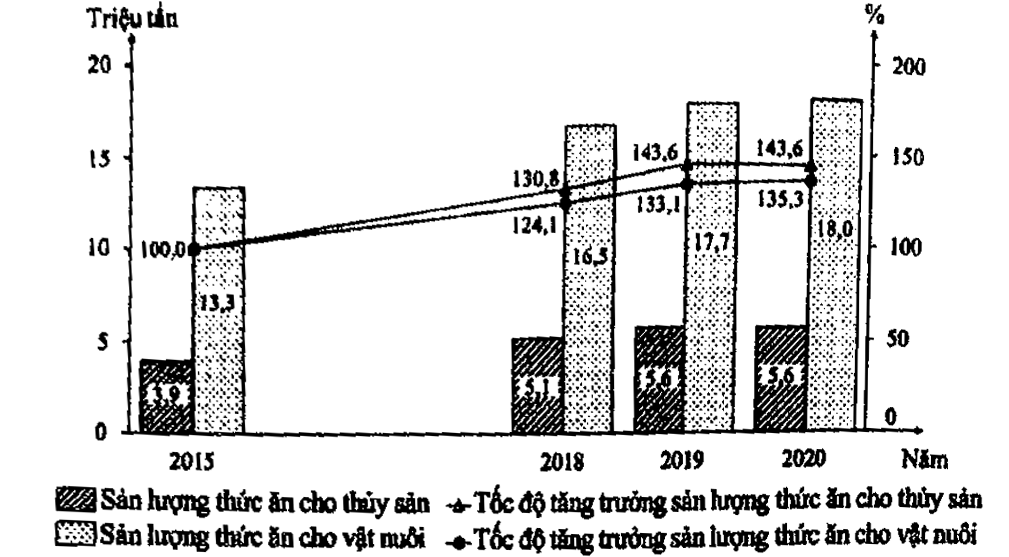 Triệu tấn %
20 200
143,6 143,6
15 150
130,8
133,1 135,3
124,1
18,0
10 100,0 17,7 100
16,5
13,3
5 50
3,9 5,1 5,6 5,6
0 0
2015 2018 2019 2020 Năm
Sản lượng thức ăn cho thủy sản Tốc độ tăng trưởng sản lượng thức ăn cho thủy sản
Sản lượng thức ăn cho vật nuôi Tốc độ tăng trưởng sản lượng thức ăn cho vật nuôi